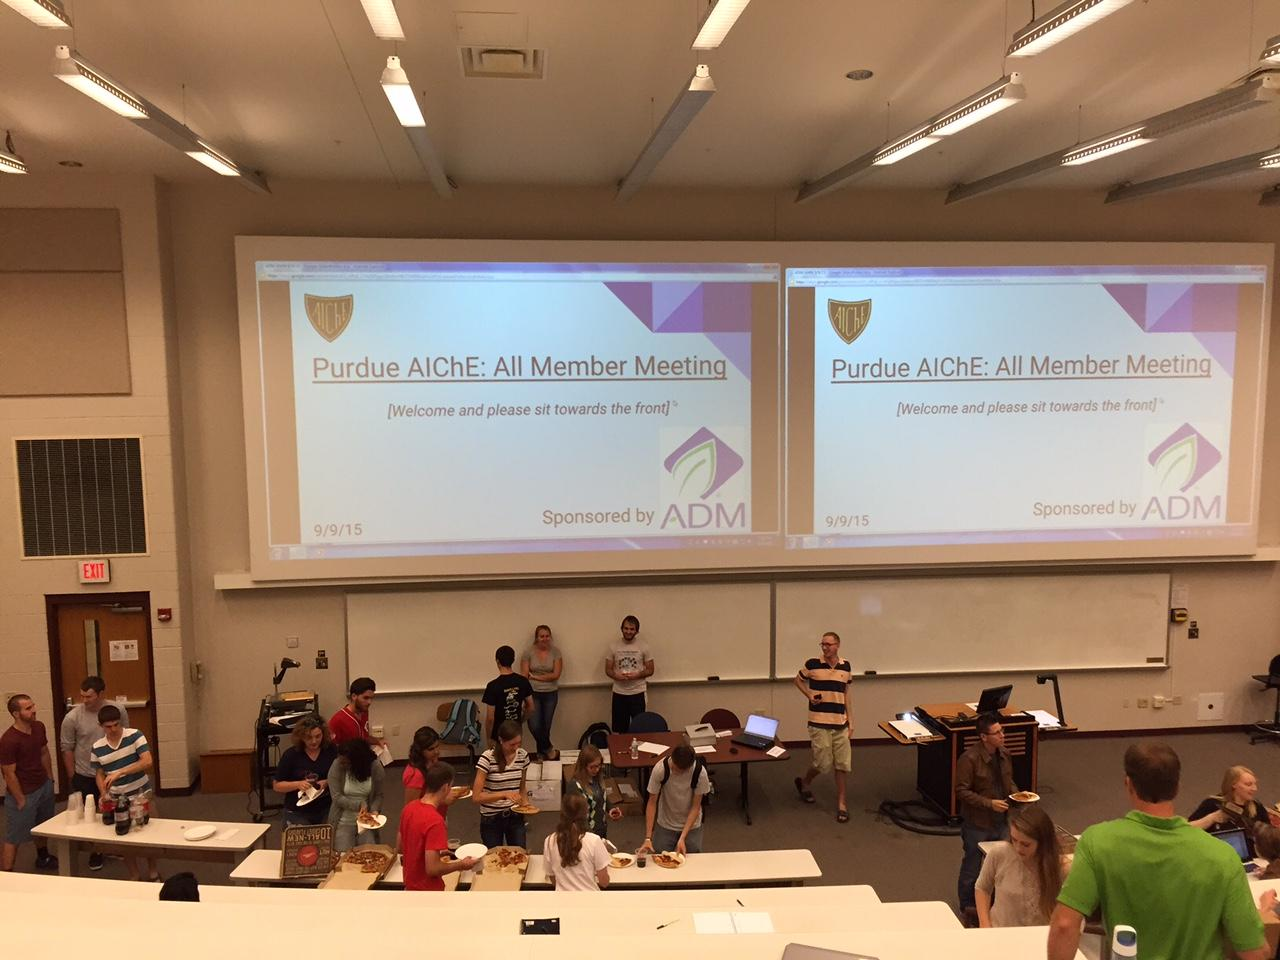 AIChE
Purdue AIChE: All Member Meeting
[Welcome and please sit towards the front]
9/9/15
Sponsored by ADM
AIChE
Purdue AIChE: All Member Meeting
[Welcome and please sit towards the front]
9/9/15
Sponsored by ADM
EXIT
ALL-NEW